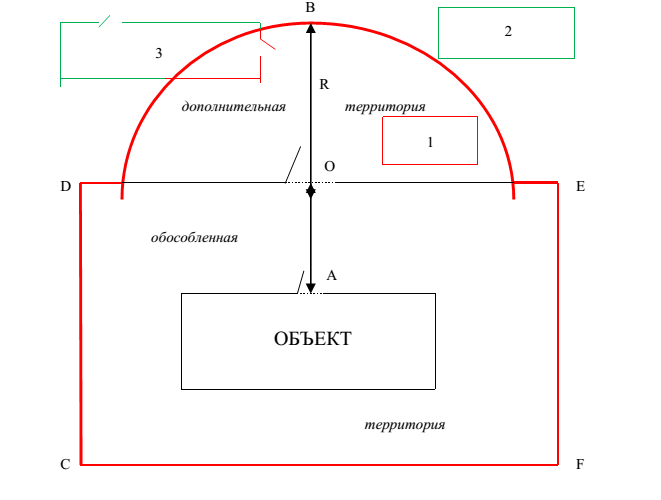 B
2
3
R
дополнительная территория
1
O
D E
обособленная
A
ОБЪЕКТ
территория
C F